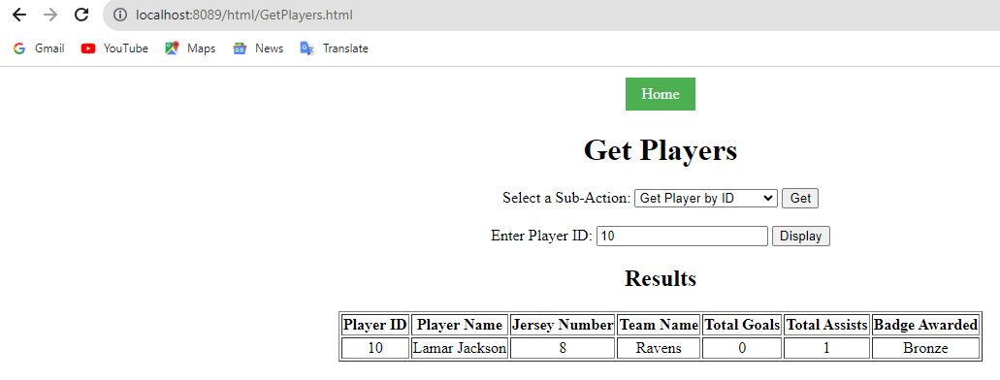 localhost:8089/html/GetPlayers.html
Gmail YouTube Maps News Translate
Home
Get Players
Select a Sub-Action: Get Player by ID Get
Enter Player ID: 10 Display
Results
Player ID Player Name Jersey Number Team Name Total Goals Total Assists Badge Awarded
10 Lamar Jackson 8 Ravens 0 1 Bronze